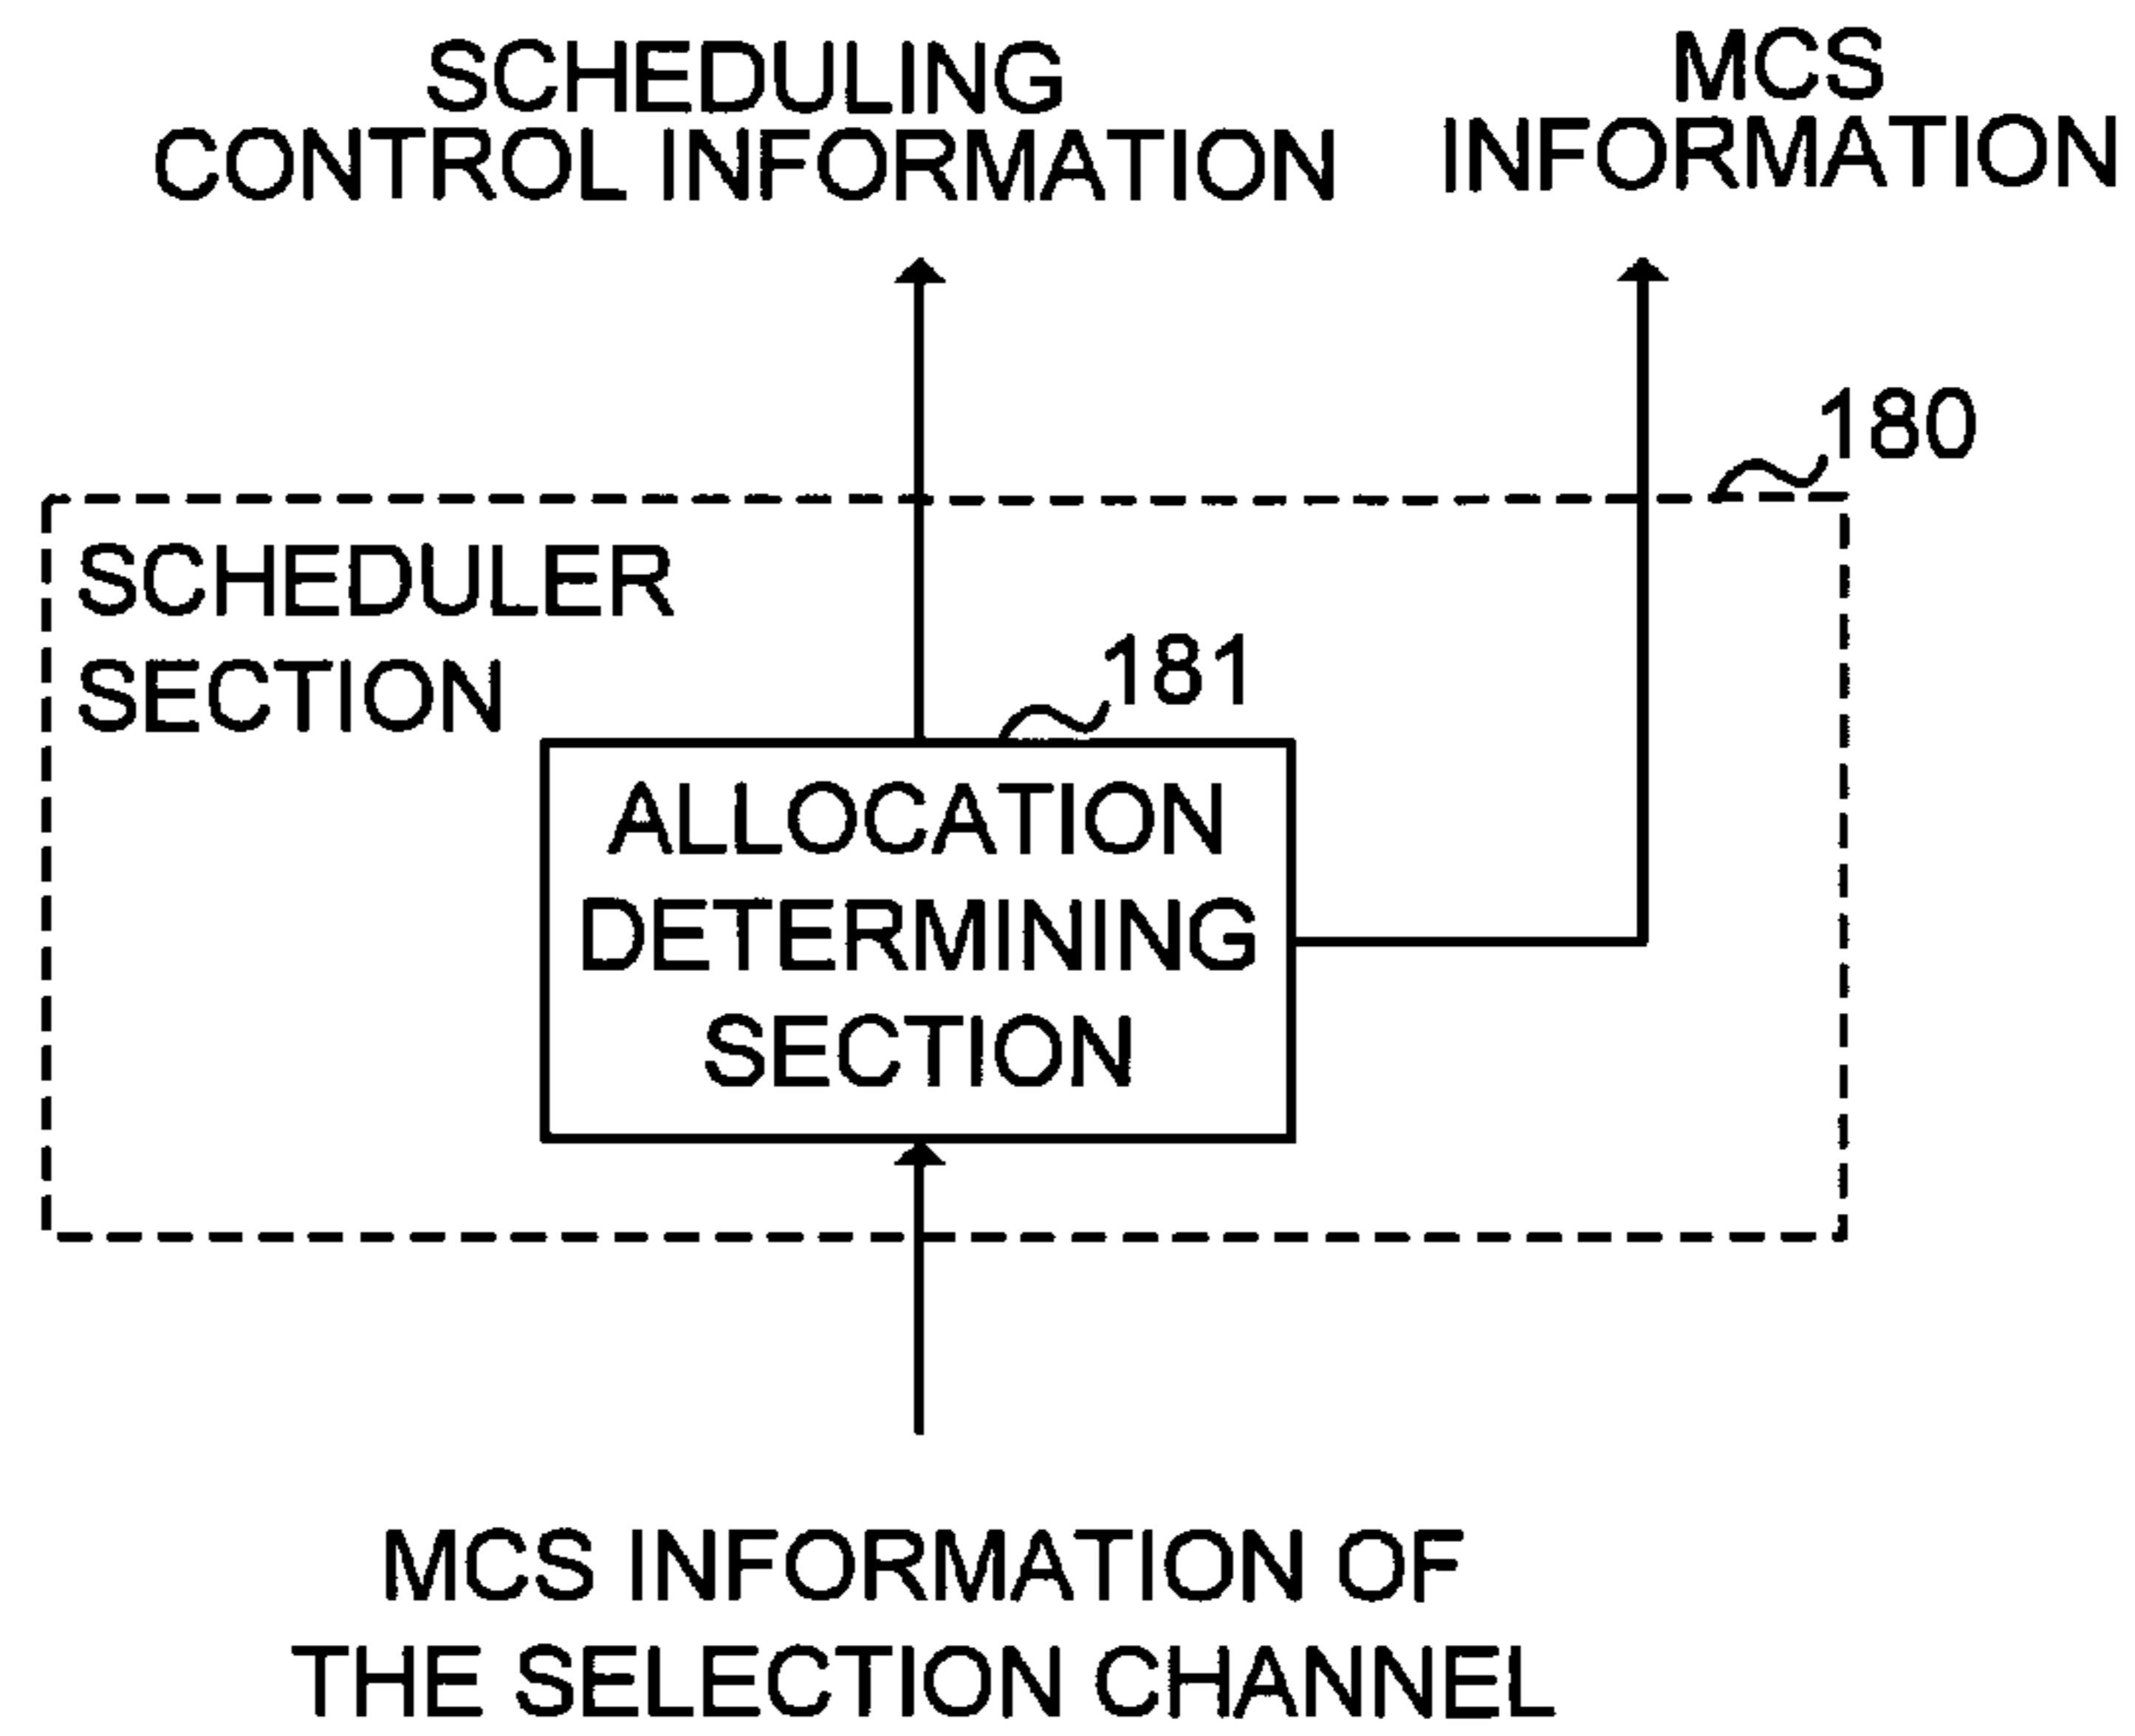 SCHEDULING
CONTROL INFORMATION
MCS
INFORMATION
180
SCHEDULER
SECTION
181
ALLOCATION
DETERMINING
SECTION
MCS INFORMATION OF
THE SELECTION CHANNEL